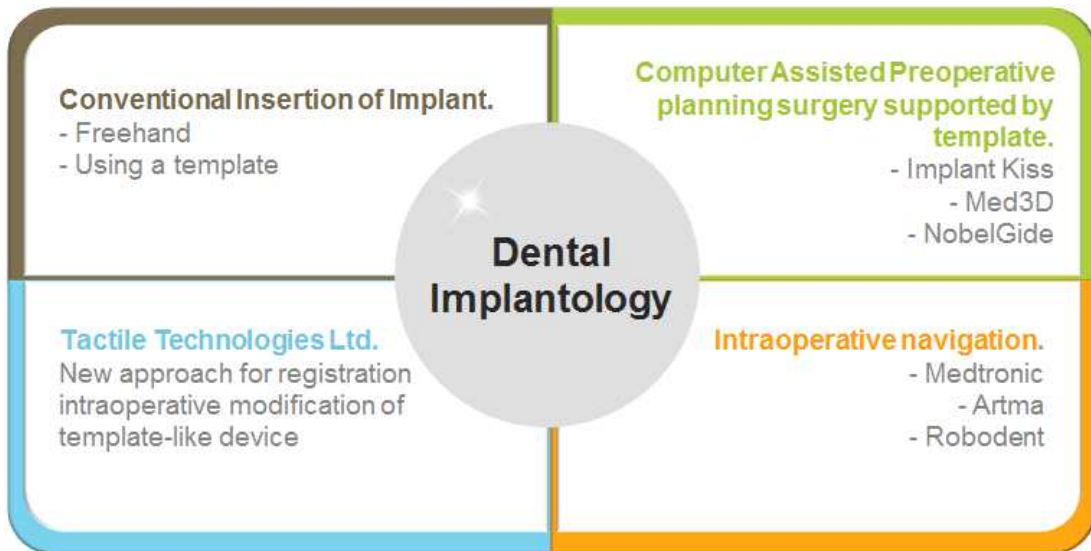 Conventional Insertion of Implant.
- Freehand
- Using a template
Computer Assisted Preoperative
planning surgery supported by
template.
- Implant Kiss
- Med3D
- NobelGide
Dental
Implantology
Tactile Technologies Ltd.
New approach for registration
intraoperative modification of
template-like device
Intraoperative navigation.
- Medtronic
- Artma
- Robodent